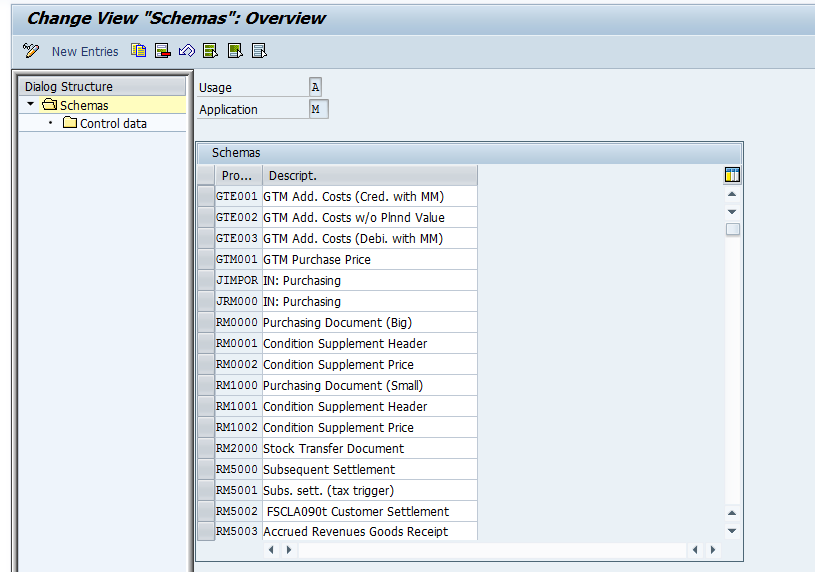 Change View "Schemas": Overview
New Entries
Dialog Structure
Schemas
Control data
Usage A
Application M
Schemas
Pro... Descript.
GTE001 GTM Add. Costs (Cred. with MM)
GTE002 GTM Add. Costs w/o Plnnd Value
GTE003 GTM Add. Costs (Debi. with MM)
GTM001 GTM Purchase Price
JIMPOR IN: Purchasing
JRM000 IN: Purchasing
RM0000 Purchasing Document (Big)
RM0001 Condition Supplement Header
RM0002 Condition Supplement Price
RM1000 Purchasing Document (Small)
RM1001 Condition Supplement Header
RM1002 Condition Supplement Price
RM2000 Stock Transfer Document
RM5000 Subsequent Settlement
RM5001 Subs. sett. (tax trigger)
RM5002 FSCLA090t Customer Settlement
RM5003 Accrued Revenues Goods Receipt